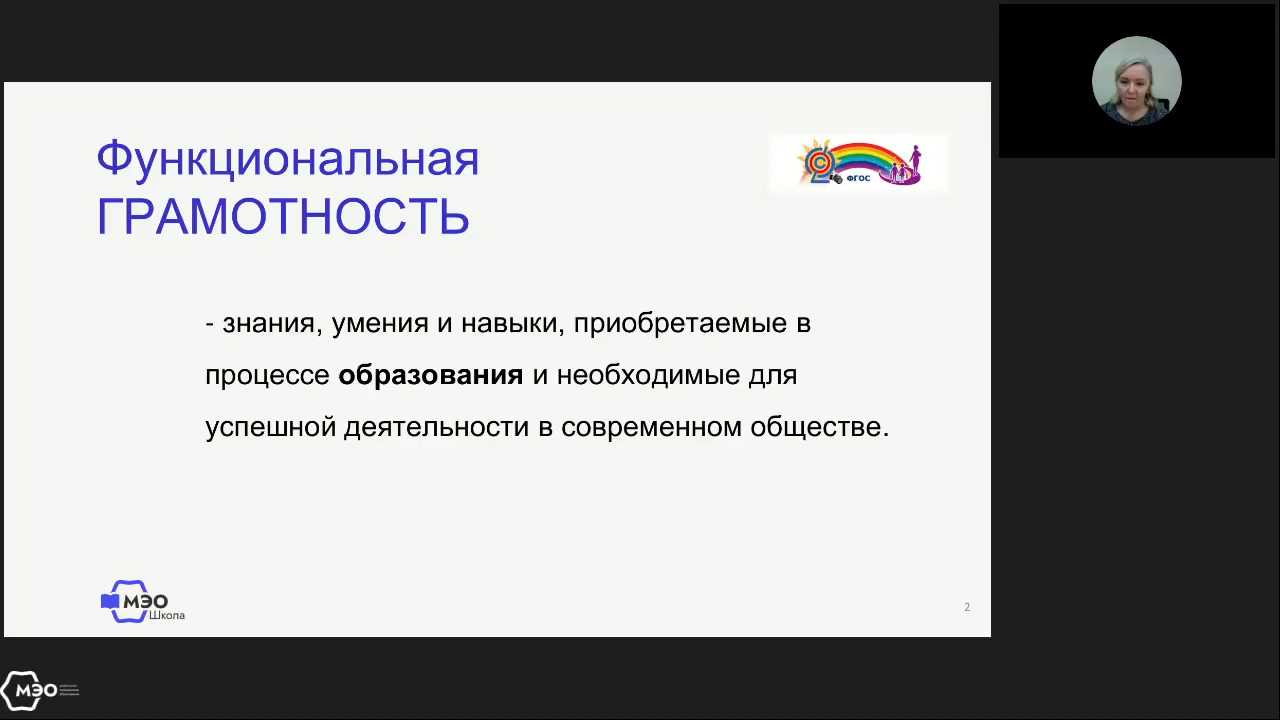 Функциональная
ГРАМОТНОСТЬ
ФГОС
- знания, умения и навыки, приобретаемые в
процессе образования и необходимые для
успешной деятельности в современном обществе.
МЭО
Школа
2
МЭО